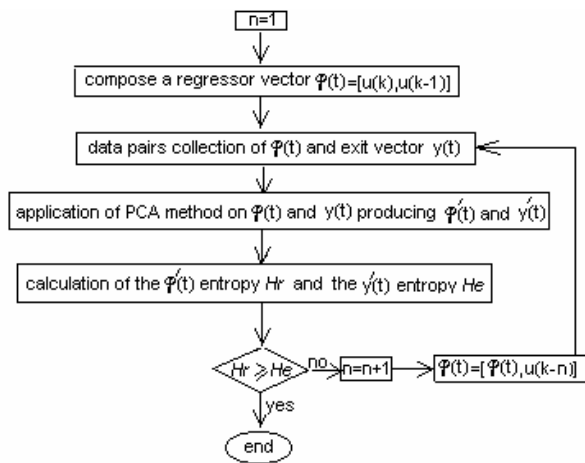 n=1
compose a regressor vector φ(t)=[u(k),u(k-1)]
data pairs collection of φ(t) and exit vector y(t)
application of PCA method on φ(t) and y(t) producing φ′(t) and y′(t)
calculation of the φ′(t) entropy Hr and the y′(t) entropy He
Hr ⩾ He
no
n=n+1
φ(t)=[φ(t),u(k-n)]
yes
end